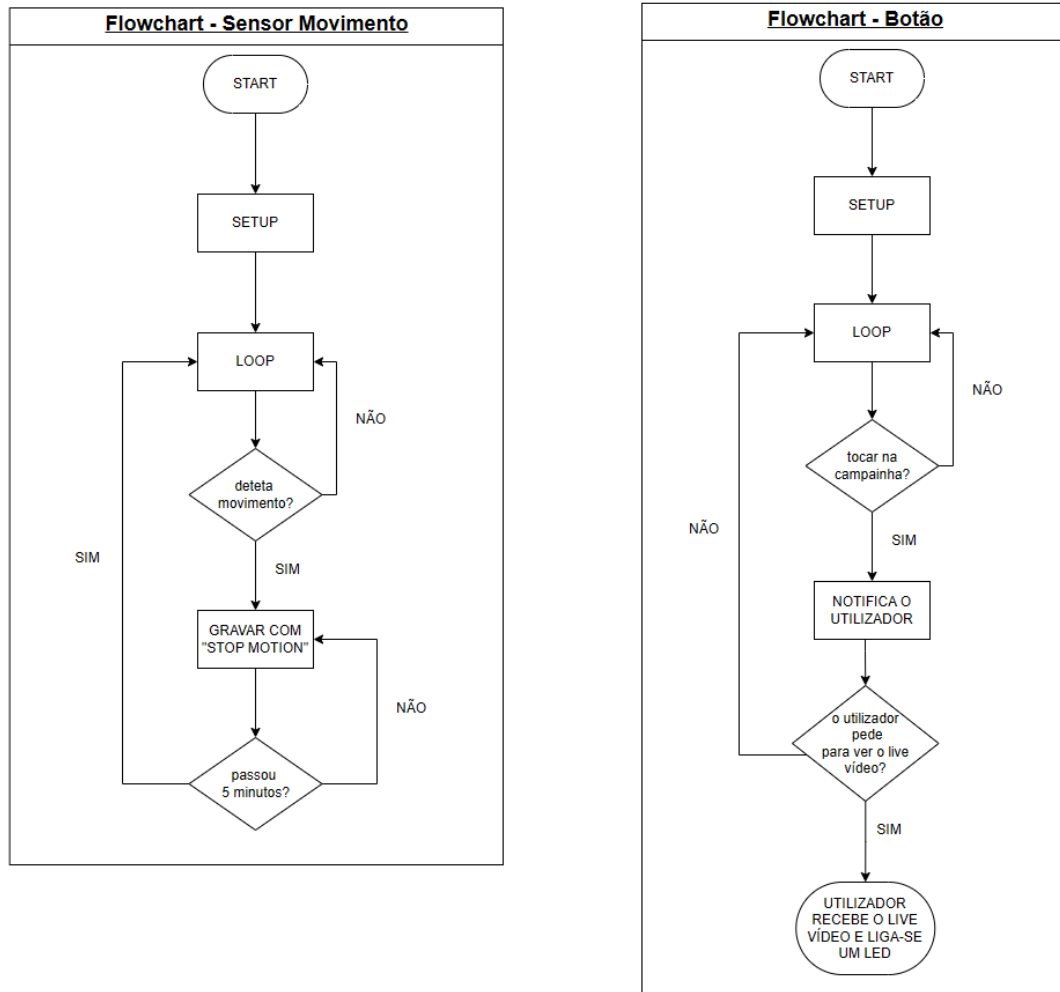 Flowchart - Sensor Movimento
START
SETUP
LOOP
NÃO
deteta
movimento?
SIM
SIM
GRAVAR COM
"STOP MOTION"
NÃO
passou
5 minutos?
Flowchart - Botão
START
SETUP
LOOP
NÃO
tocar na
campainha?
NÃO
SIM
NOTIFICA O
UTILIZADOR
o utilizador
pede
para ver o live
vídeo?
SIM
UTILIZADOR
RECEBE O LIVE
VÍDEO E LIGA-SE
UM LED